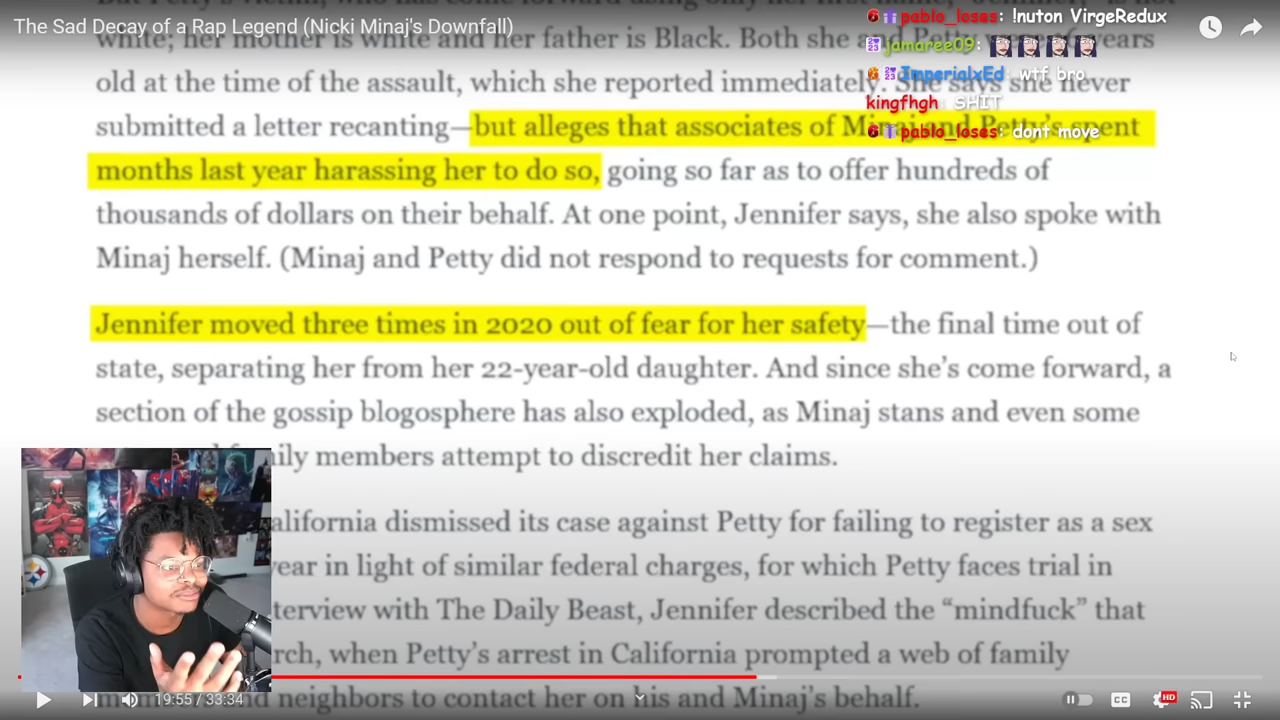 The Sad Decay of a Rap Legend (Nicki Minaj's Downfall)
pablo_loses: !nuton VirgeRedux
jamaree09:
ImperialxEd: wtf bro
kingfhgh SHIT
pablo_loses: dont move
white; her mother is white and her father is Black. Both she and Petty were years
old at the time of the assault, which she reported immediately. She says she never
submitted a letter recanting—but alleges that associates of Minaj and Petty's spent
months last year harassing her to do so, going so far as to offer hundreds of
thousands of dollars on their behalf. At one point, Jennifer says, she also spoke with
Minaj herself. (Minaj and Petty did not respond to requests for comment.)
Jennifer moved three times in 2020 out of fear for her safety—the final time out of
state, separating her from her 22-year-old daughter. And since she's come forward, a
section of the gossip blogosphere has also exploded, as Minaj stans and even some
members attempt to discredit her claims.
alifornia dismissed its case against Petty for failing to register as a sex
year in light of similar federal charges, for which Petty faces trial in
terview with The Daily Beast, Jennifer described the “mindfuck” that
rch, when Petty's arrest in California prompted a web of family
neighbors to contact her on his and Minaj's behalf.
19:55 / 33:34
CC
HD